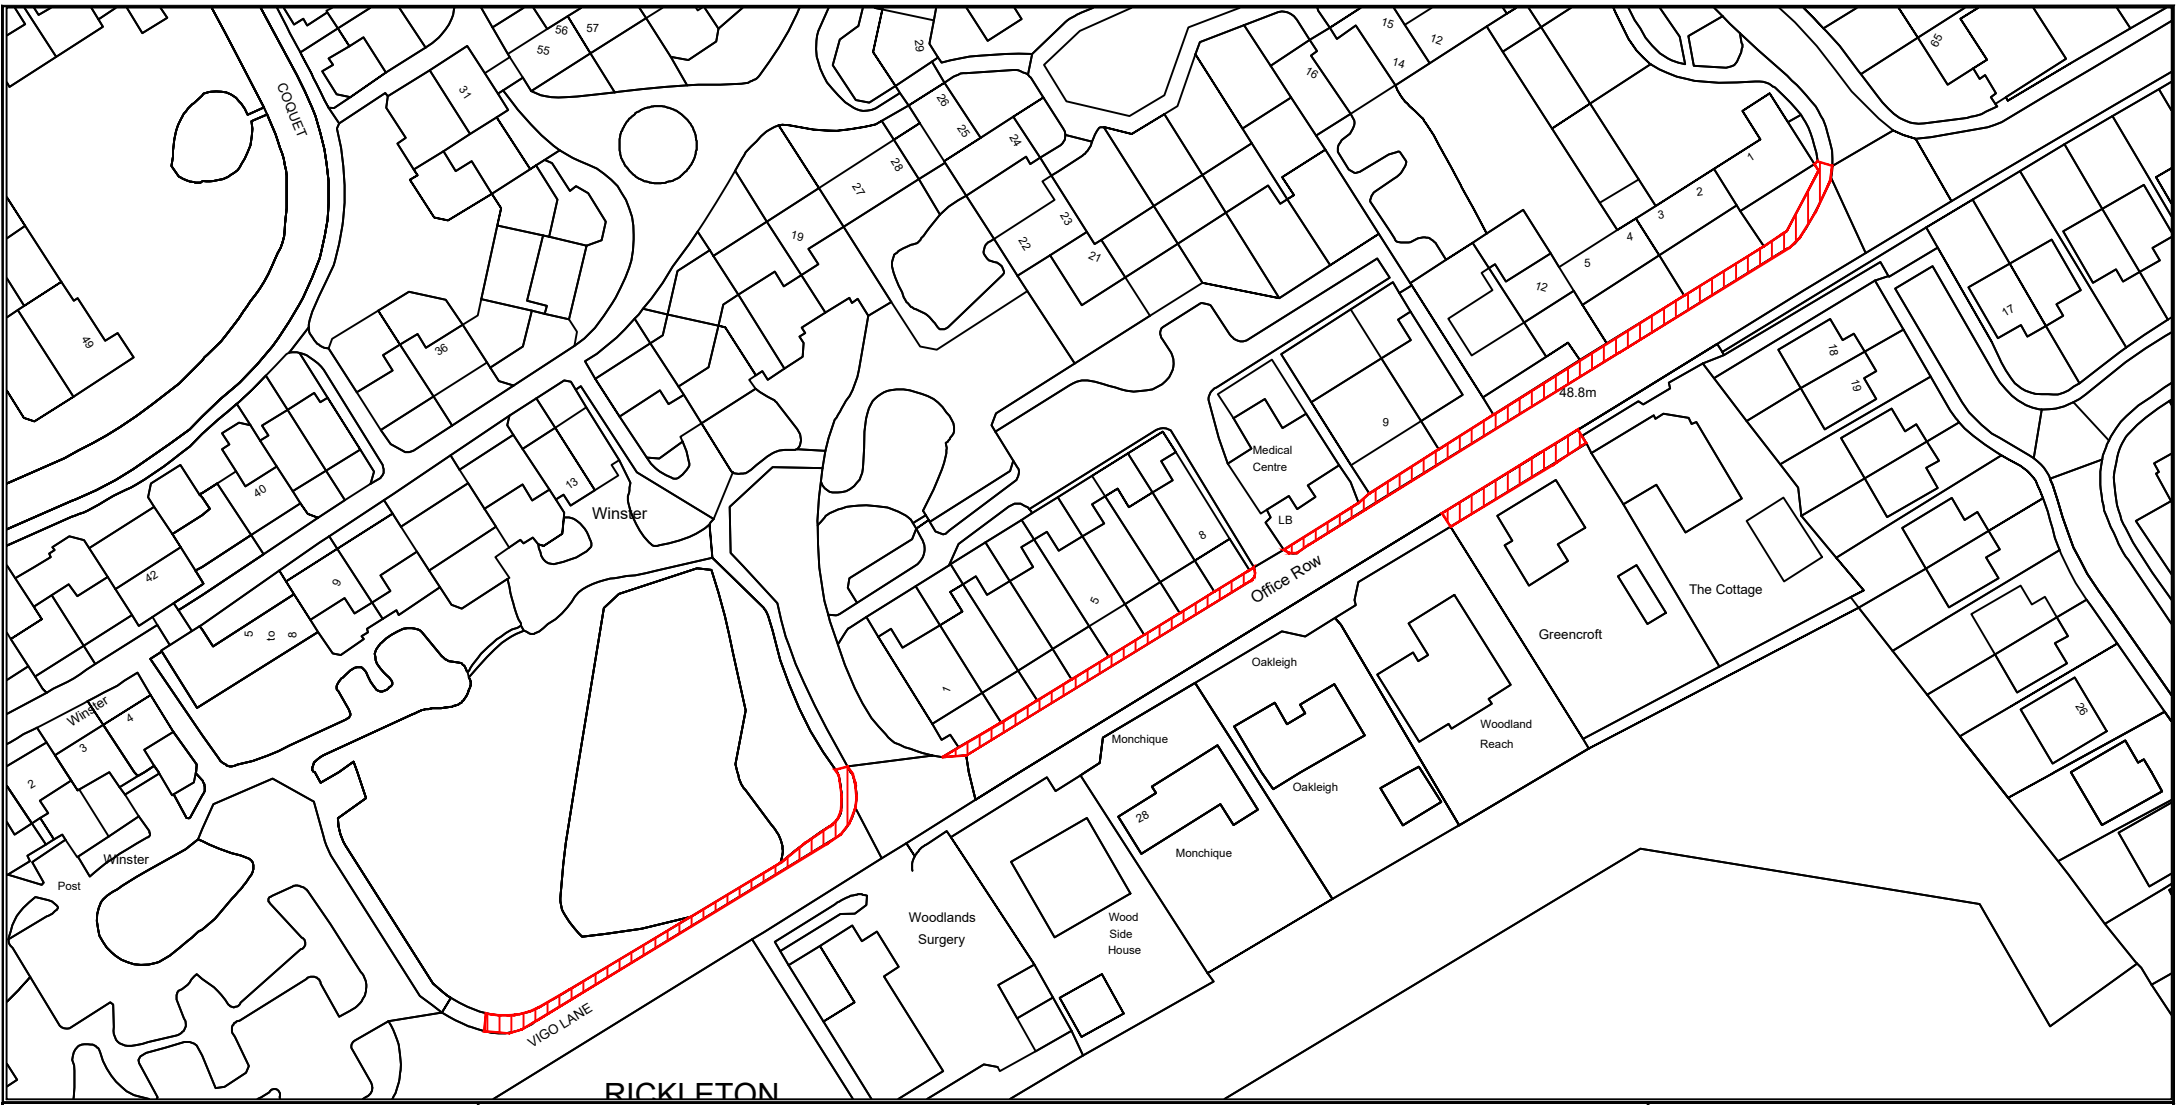 56
57
55
29
15
12
14
16
65
31
COQUET
26
25
24
28
27
23
22
21
19
1
2
3
4
5
12
17
49
36
18
19
48.8m
9
Medical
Centre
LB
8
40
13
Winster
42
9
5
to
8
5
1
Office Row
The Cottage
Greencroft
Oakleigh
Woodland
Reach
Monchique
Oakleigh
28
Monchique
26
Winster
4
3
2
Winster
Post
Woodlands
Surgery
Wood
Side
House
VIGO LANE
RICKLETON